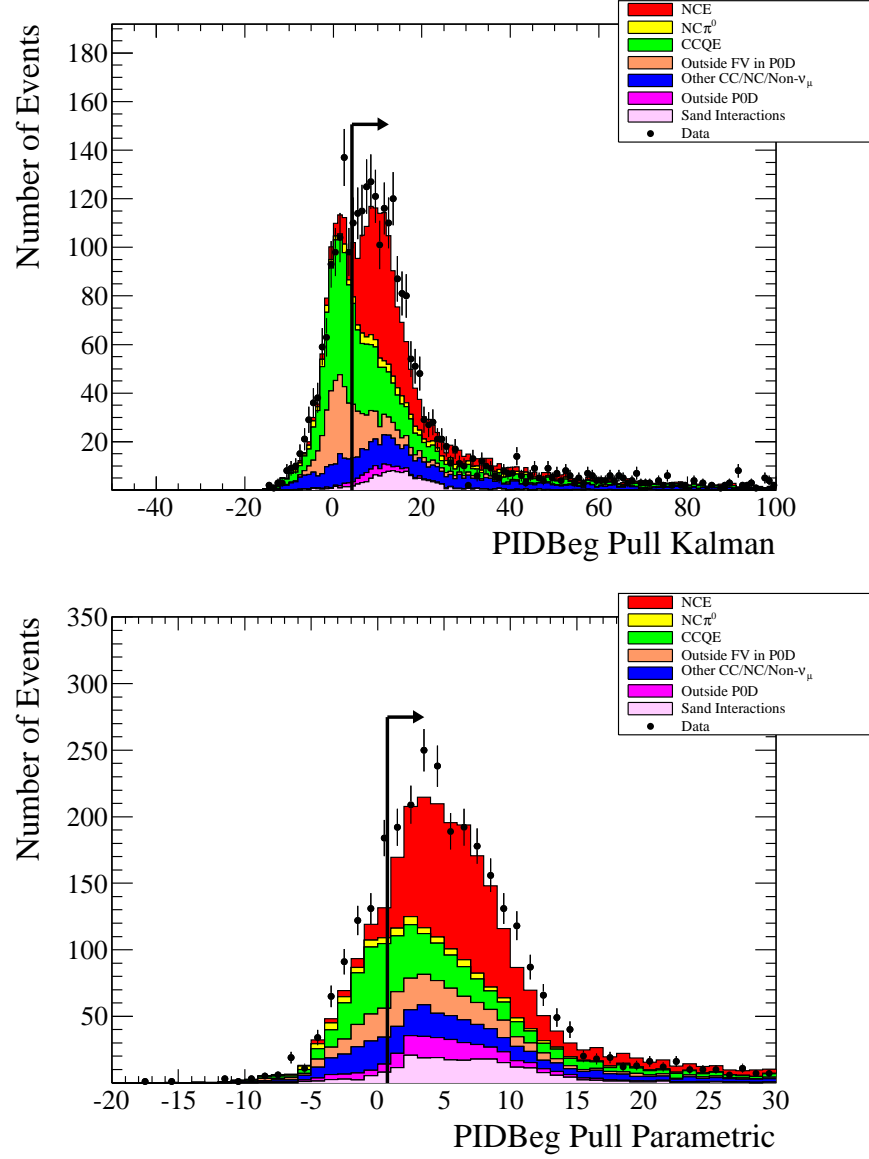 NCE
NCπ⁰
CCQE
Outside FV in P0D
Other CC/NC/Non-ν_μ
Outside P0D
Sand Interactions
Data
Number of Events
180
160
140
120
100
80
60
40
20
-40 -20 0 20 40 60 80 100
PIDBeg Pull Kalman
NCE
NCπ⁰
CCQE
Outside FV in P0D
Other CC/NC/Non-ν_μ
Outside P0D
Sand Interactions
Data
Number of Events
350
300
250
200
150
100
50
-20 -15 -10 -5 0 5 10 15 20 25 30
PIDBeg Pull Parametric